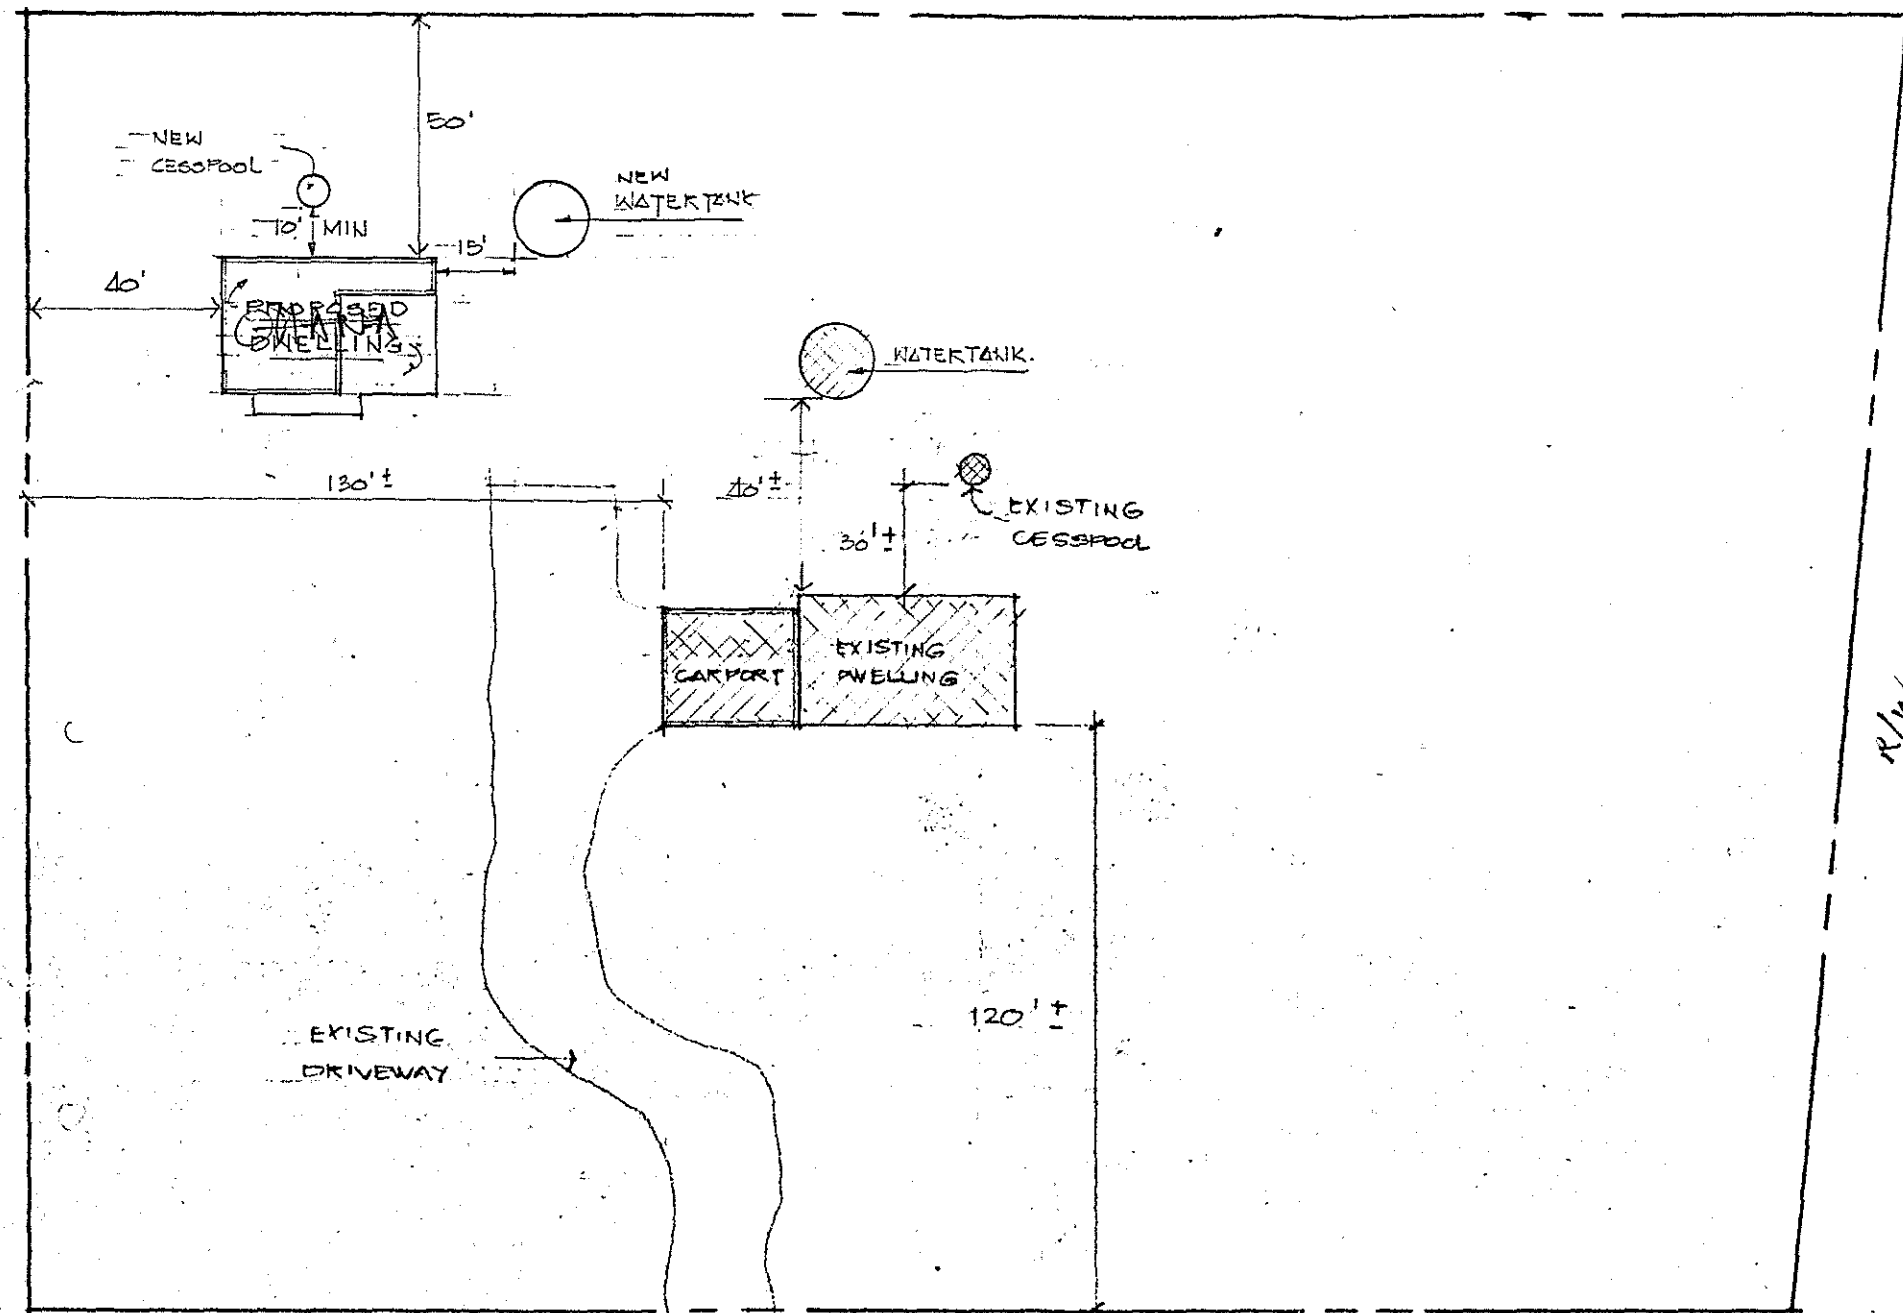 50'
NEW
CESSPOOL
NEW
WATERTANK
10' MIN
15'
40'
PROPOSED
OHANA
DWELLING
WATERTANK.
130'±
40'±
30'±
EXISTING
CESSPOOL
CARPORT
EXISTING
DWELLING
120'±
EXISTING
DRIVEWAY